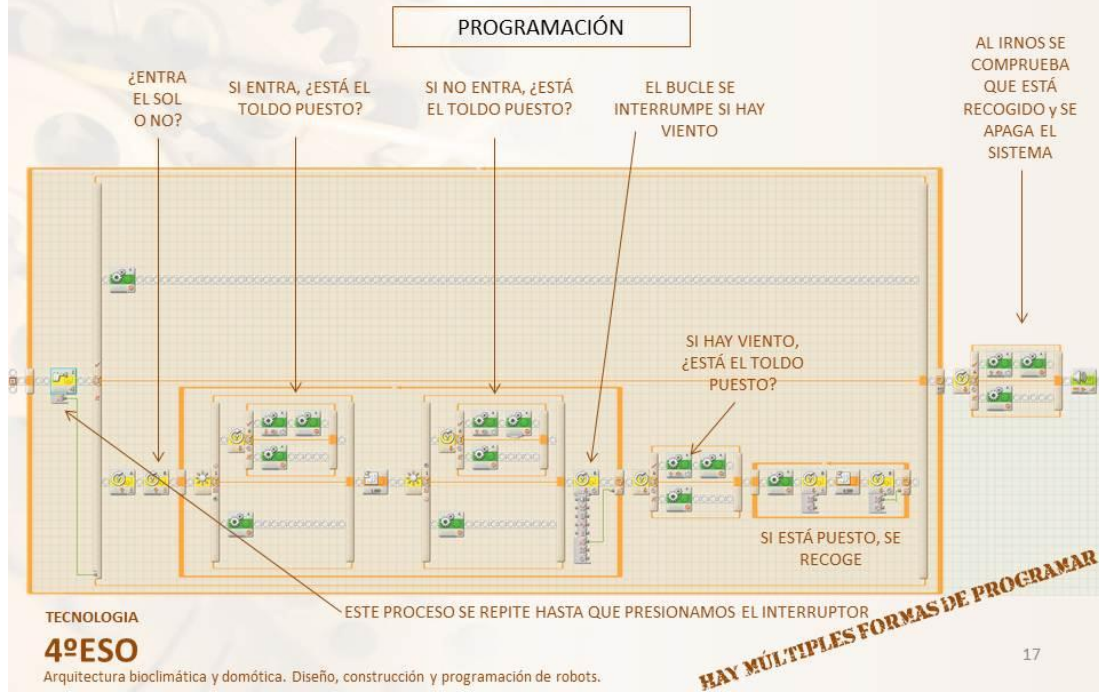 PROGRAMACIÓN
¿ENTRA
EL SOL
O NO?
SI ENTRA, ¿ESTÁ EL
TOLDO PUESTO?
SI NO ENTRA, ¿ESTÁ
EL TOLDO PUESTO?
EL BUCLE SE
INTERRUMPE SI HAY
VIENTO
AL IRNOS SE
COMPRUEBA
QUE ESTÁ
RECOGIDO y SE
APAGA EL
SISTEMA
SI HAY VIENTO,
¿ESTÁ EL TOLDO
PUESTO?
SI ESTÁ PUESTO, SE
RECOGE
ESTE PROCESO SE REPITE HASTA QUE PRESIONAMOS EL INTERRUPTOR
HAY MÚLTIPLES FORMAS DE PROGRAMAR
TECNOLOGIA
4ºESO
Arquitectura bioclimática y domótica. Diseño, construcción y programación de robots.
17